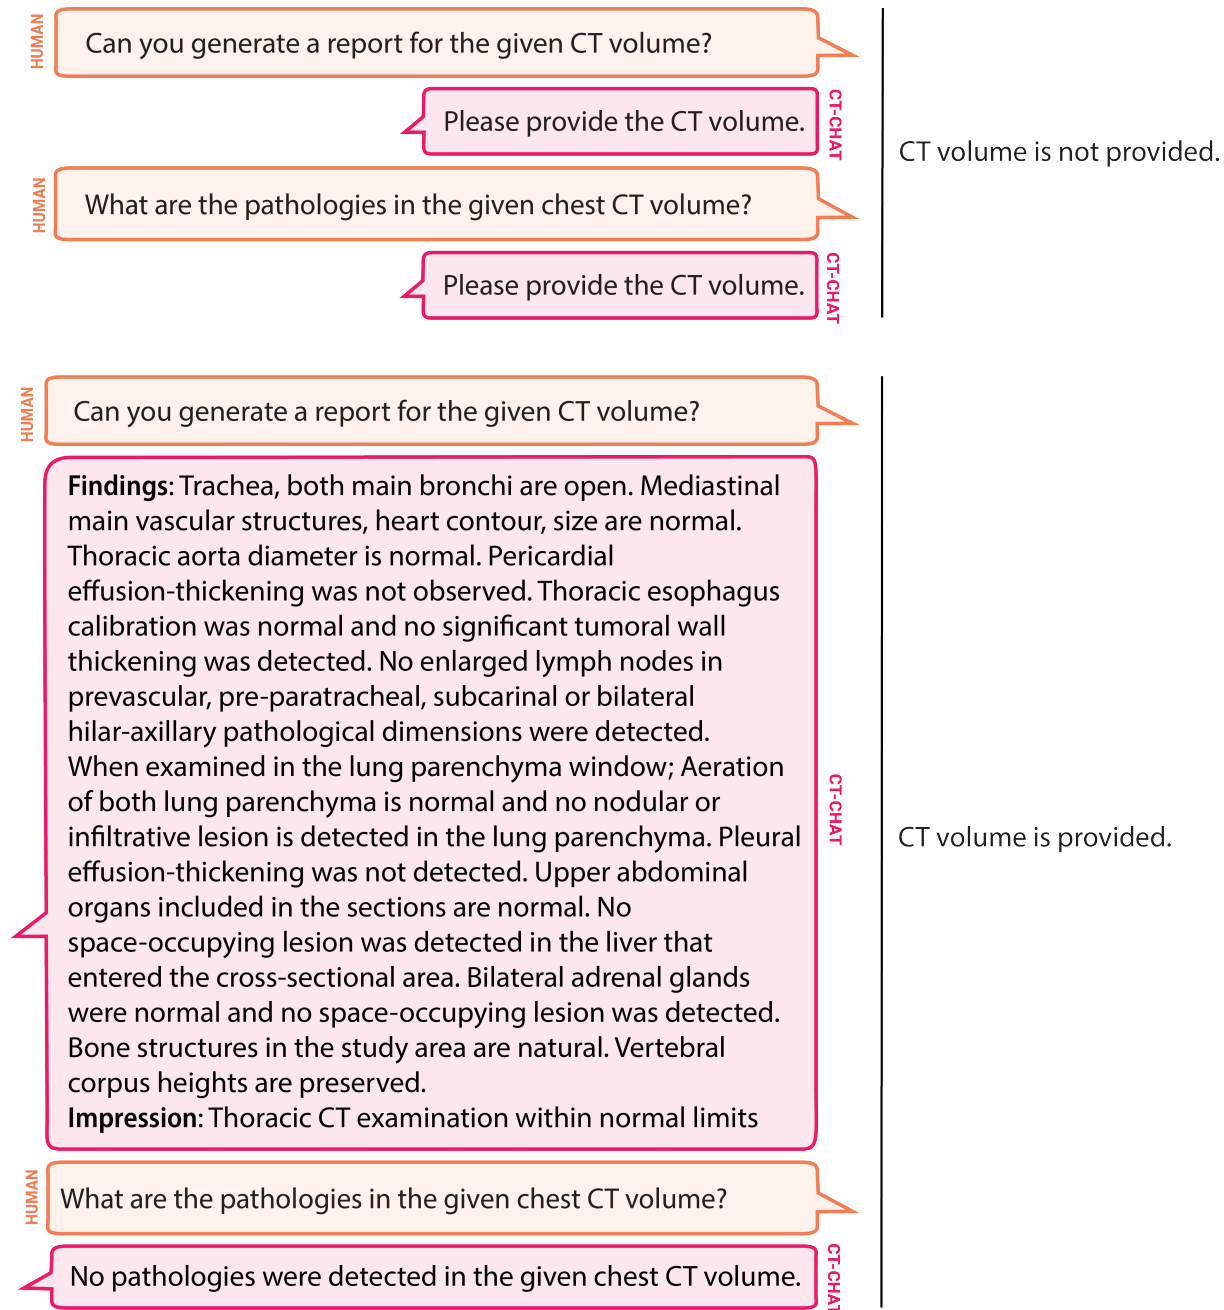 HUMAN
Can you generate a report for the given CT volume?
Please provide the CT volume.
CT-CHAT
HUMAN
What are the pathologies in the given chest CT volume?
Please provide the CT volume.
CT-CHAT
CT volume is not provided.
HUMAN
Can you generate a report for the given CT volume?
Findings: Trachea, both main bronchi are open. Mediastinal
main vascular structures, heart contour, size are normal.
Thoracic aorta diameter is normal. Pericardial
effusion-thickening was not observed. Thoracic esophagus
calibration was normal and no significant tumoral wall
thickening was detected. No enlarged lymph nodes in
prevascular, pre-paratracheal, subcarinal or bilateral
hilar-axillary pathological dimensions were detected.
When examined in the lung parenchyma window; Aeration
of both lung parenchyma is normal and no nodular or
infiltrative lesion is detected in the lung parenchyma. Pleural
effusion-thickening was not detected. Upper abdominal
organs included in the sections are normal. No
space-occupying lesion was detected in the liver that
entered the cross-sectional area. Bilateral adrenal glands
were normal and no space-occupying lesion was detected.
Bone structures in the study area are natural. Vertebral
corpus heights are preserved.
Impression: Thoracic CT examination within normal limits
CT-CHAT
CT volume is provided.
HUMAN
What are the pathologies in the given chest CT volume?
No pathologies were detected in the given chest CT volume.
CT-CHAT